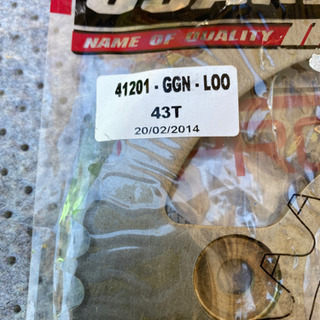 NAME OF QUALITY
41201 - GGN - LOO
43T
20/02/2014